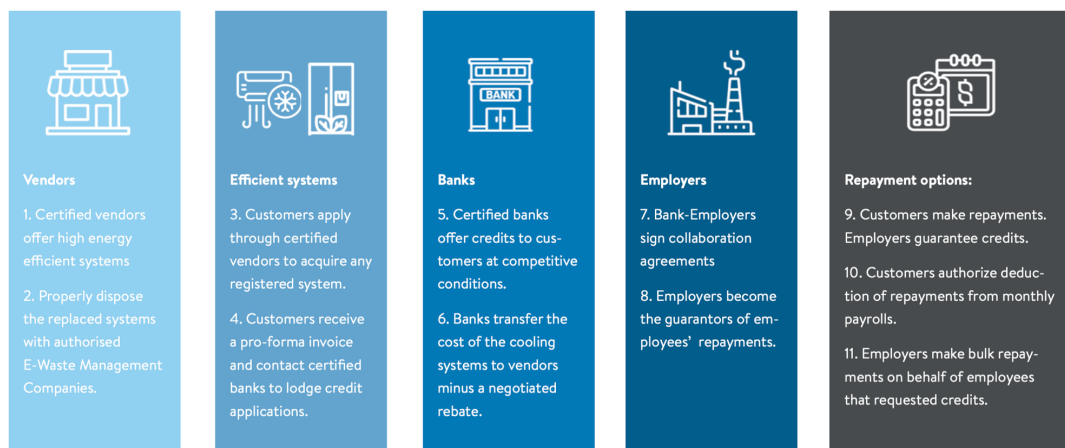 Vendors
1. Certified vendors
offer high energy
efficient systems
2. Properly dispose
the replaced systems
with authorised
E-Waste Management
Companies.
Efficient systems
3. Customers apply
through certified
vendors to acquire any
registered system.
4. Customers receive
a pro-forma invoice
and contact certified
banks to lodge credit
applications.
BANK
Banks
5. Certified banks
offer credits to cus-
tomers at competitive
conditions.
6. Banks transfer the
cost of the cooling
systems to vendors
minus a negotiated
rebate.
Employers
7. Bank-Employers
sign collaboration
agreements
8. Employers become
the guarantors of em-
ployees’ repayments.
%
$
Repayment options:
9. Customers make repayments.
Employers guarantee credits.
10. Customers authorize deduc-
tion of repayments from monthly
payrolls.
11. Employers make bulk repay-
ments on behalf of employees
that requested credits.